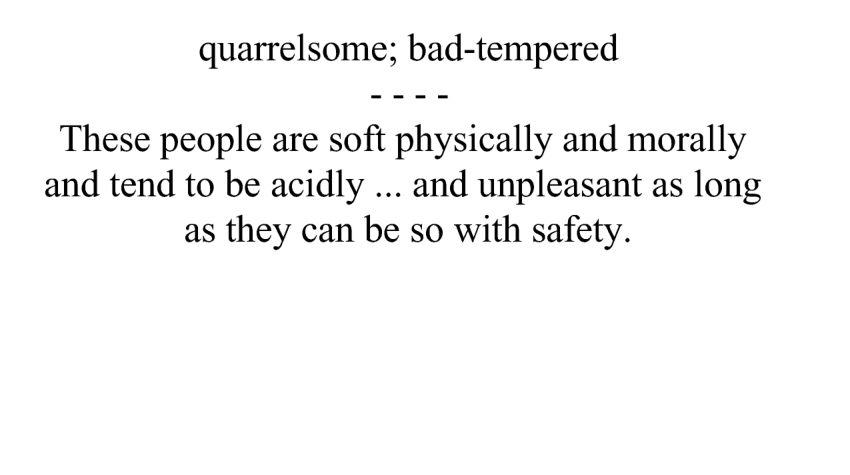 quarrelsome; bad-tempered
- - - -
These people are soft physically and morally
and tend to be acidly ... and unpleasant as long
as they can be so with safety.